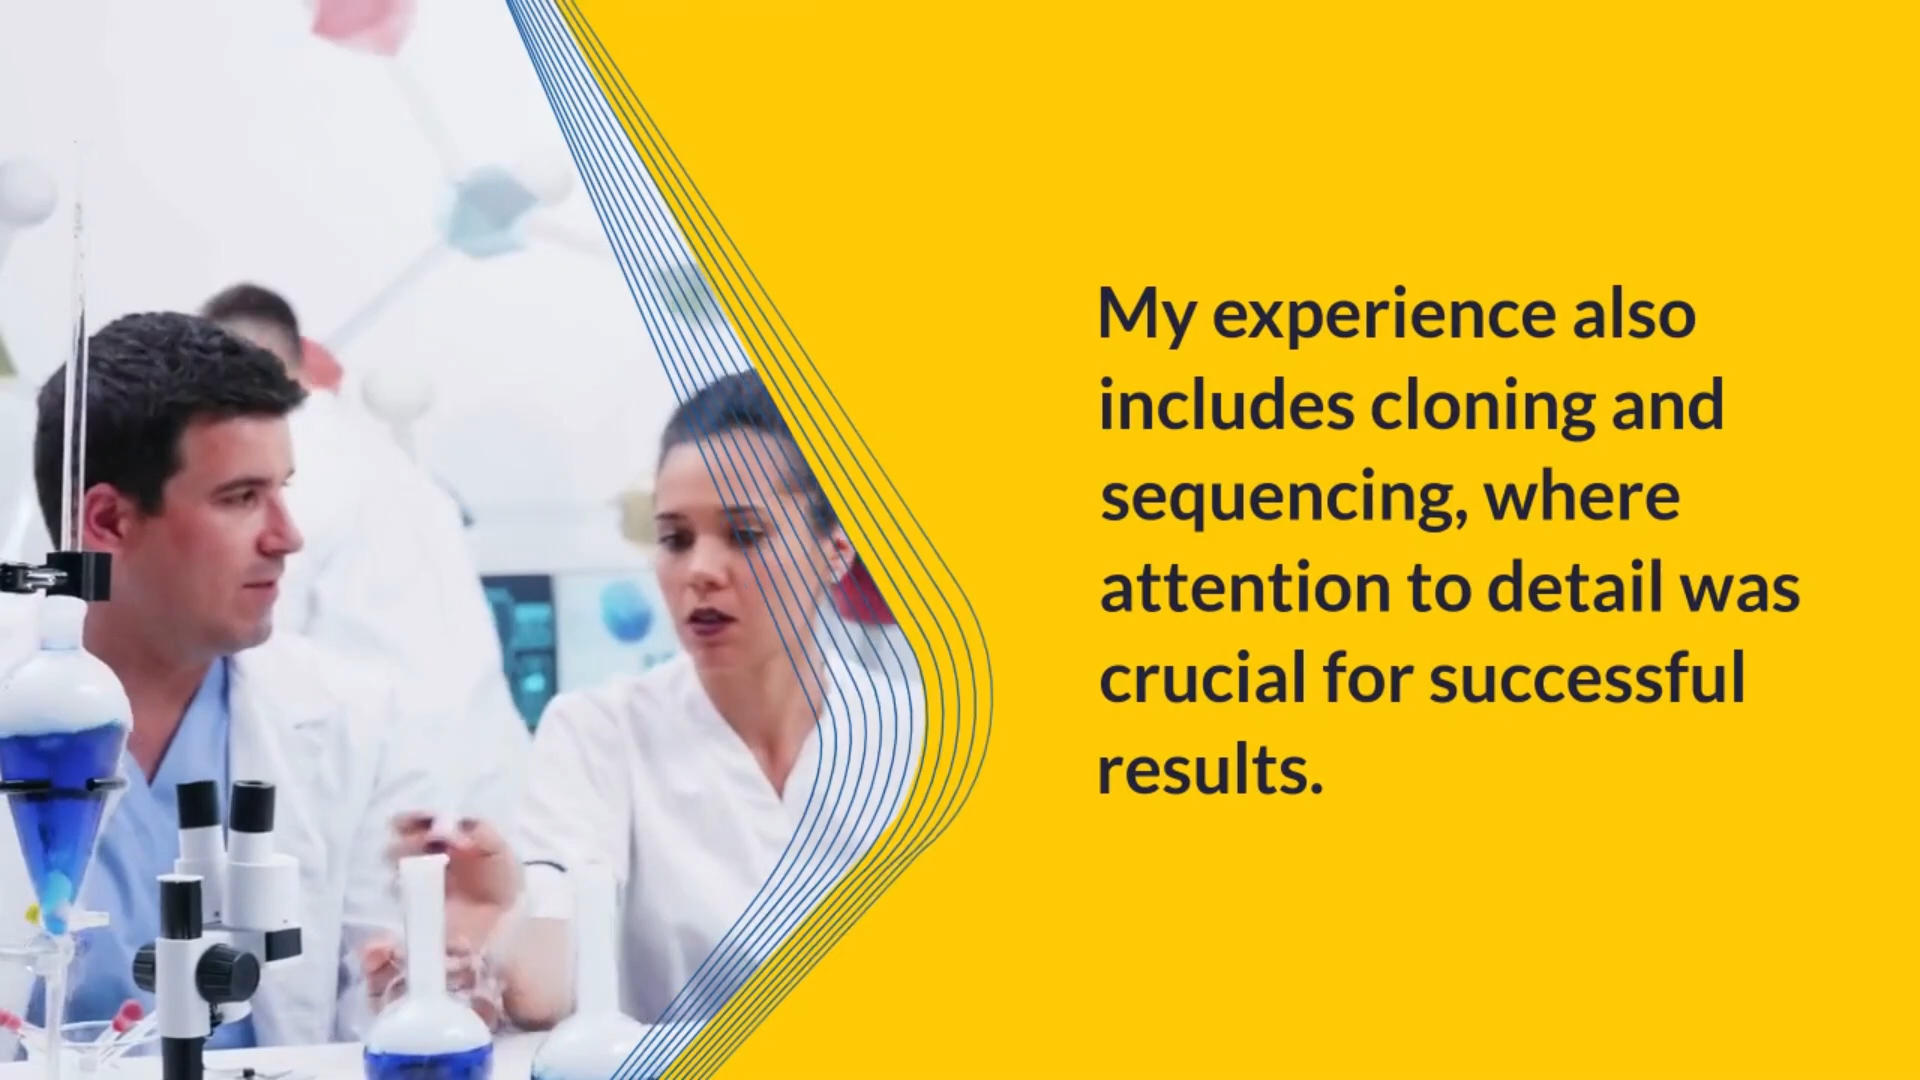 My experience also
includes cloning and
sequencing, where
attention to detail was
crucial for successful
results.